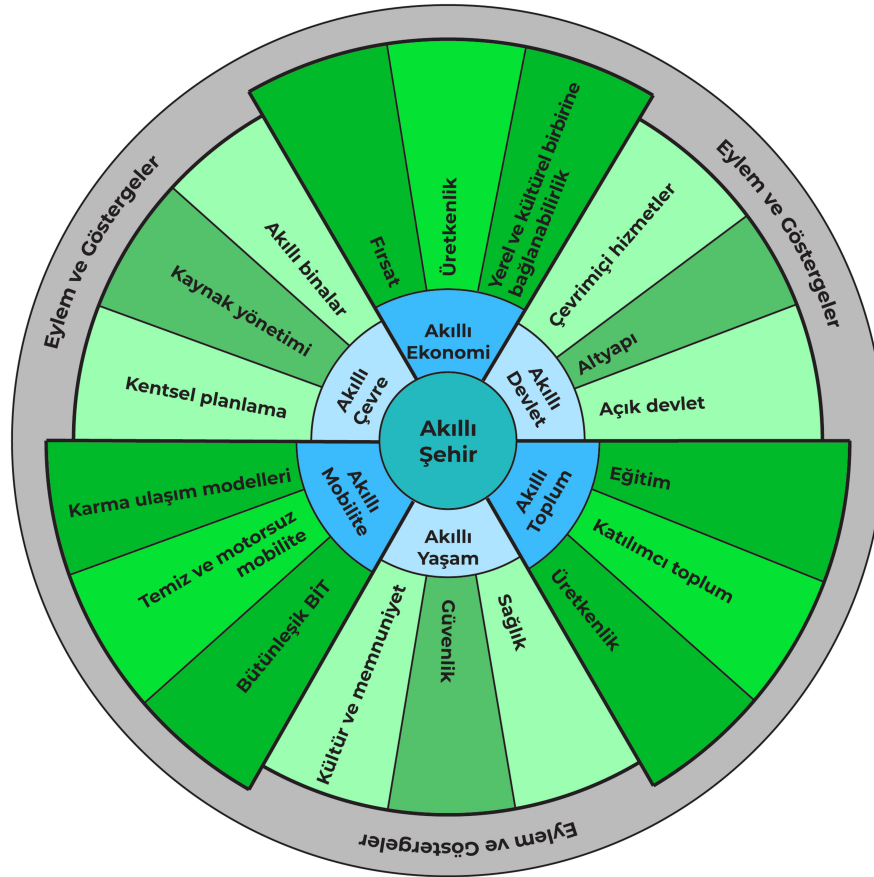 Akıllı
Şehir
Akıllı
Ekonomi
Fırsat
Üretkenlik
Yerel ve kültürel birbirine
bağlanabilirlik
Akıllı
Devlet
Çevrimiçi hizmetler
Altyapı
Açık devlet
Akıllı
Toplum
Eğitim
Katılımcı toplum
Üretkenlik
Akıllı
Yaşam
Sağlık
Güvenlik
Kültür ve memnuniyet
Akıllı
Mobilite
Bütünleşik BİT
Temiz ve motorsuz
mobilite
Karma ulaşım modelleri
Akıllı
Çevre
Kentsel planlama
Kaynak yönetimi
Akıllı binalar
Eylem ve Göstergeler
Eylem ve Göstergeler
Eylem ve Göstergeler